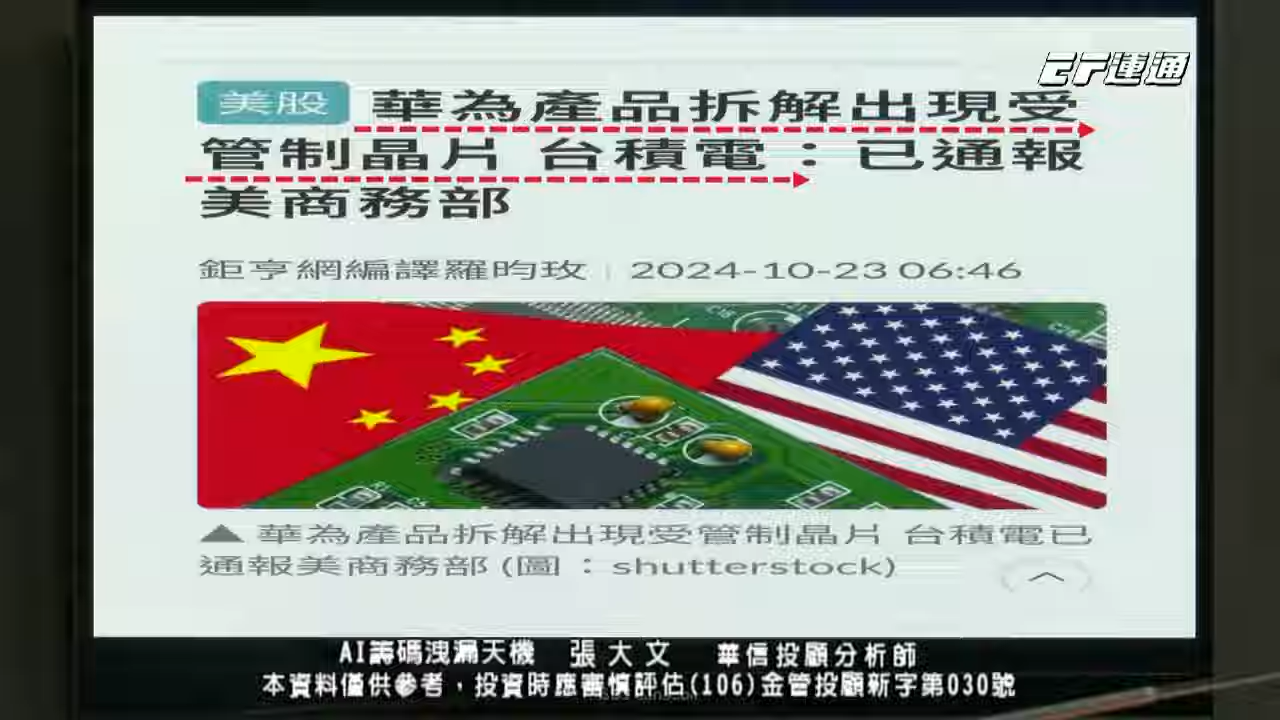 EF運通
美股 華為產品拆解出現受
管制晶片 台積電：已通報
美商務部
鉅亨網編譯羅昀玫 | 2024-10-23 06:46
▲ 華為產品拆解出現受管制晶片 台積電已
通報美商務部 (圖：shutterstock)
AI籌碼洩漏天機 張大文 華信投顧分析師
本資料僅供參考，投資時應審慎評估(106)金管投顧新字第030號